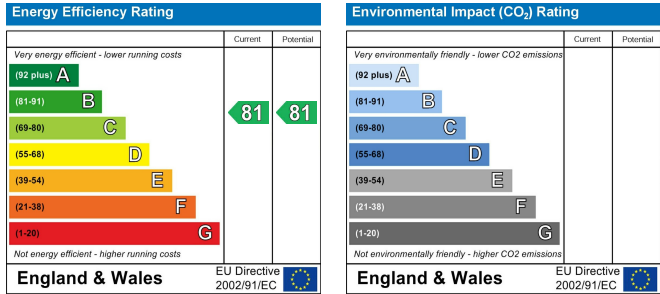 Energy Efficiency Rating
Current Potential
Very energy efficient - lower running costs
(92 plus) A
(81-91) B
81 81
(69-80) C
(55-68) D
(39-54) E
(21-38) F
(1-20) G
Not energy efficient - higher running costs
England & Wales
EU Directive
2002/91/EC
Environmental Impact (CO₂) Rating
Current Potential
Very environmentally friendly - lower CO2 emissions
(92 plus) A
(81-91) B
(69-80) C
(55-68) D
(39-54) E
(21-38) F
(1-20) G
Not environmentally friendly - higher CO2 emissions
England & Wales
EU Directive
2002/91/EC